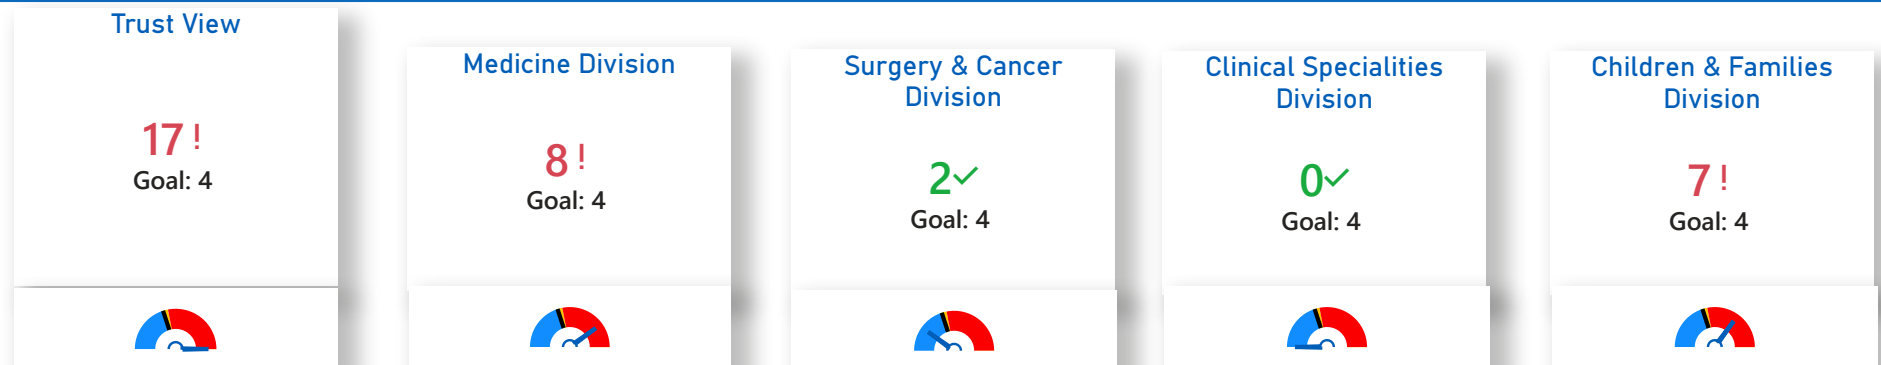 Trust View
17 !
Goal: 4
Medicine Division
8 !
Goal: 4
Surgery & Cancer
Division
2✓
Goal: 4
Clinical Specialities
Division
0✓
Goal: 4
Children & Families
Division
7 !
Goal: 4